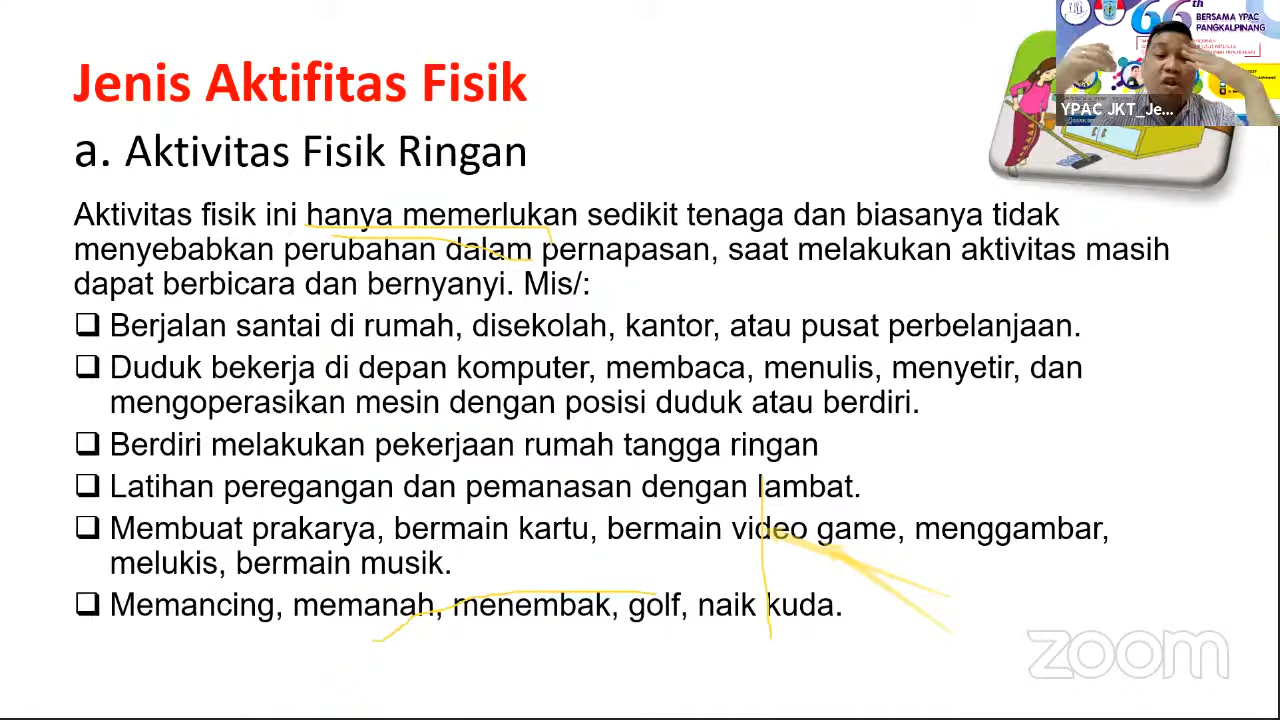 66th
BERSAMA YPAC
PANGKALPINANG
YPAC JKT_Je...
Jenis Aktifitas Fisik
a. Aktivitas Fisik Ringan
Aktivitas fisik ini hanya memerlukan sedikit tenaga dan biasanya tidak
menyebabkan perubahan dalam pernapasan, saat melakukan aktivitas masih
dapat berbicara dan bernyanyi. Mis/:
❑ Berjalan santai di rumah, disekolah, kantor, atau pusat perbelanjaan.
❑ Duduk bekerja di depan komputer, membaca, menulis, menyetir, dan
mengoperasikan mesin dengan posisi duduk atau berdiri.
❑ Berdiri melakukan pekerjaan rumah tangga ringan
❑ Latihan peregangan dan pemanasan dengan lambat.
❑ Membuat prakarya, bermain kartu, bermain video game, menggambar,
melukis, bermain musik.
❑ Memancing, memanah, menembak, golf, naik kuda.
zoom